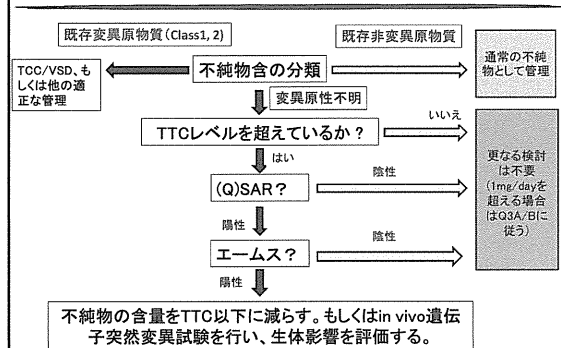 既存変異原物質(Class1, 2)
既存非変異原物質
TCC/VSD、も
しくは他の適
正な管理
不純物含の分類
通常の不純
物として管理
変異原性不明
いいえ
TTCレベルを超えているか？
はい
更なる検討
は不要
(1mg/dayを
超える場合
はQ3A/Bに
従う)
(Q)SAR？
陰性
陽性
エームス？
陰性
陽性
不純物の含量をTTC以下に減らす。もしくはin vivo遺伝
子突然変異試験を行い、生体影響を評価する。